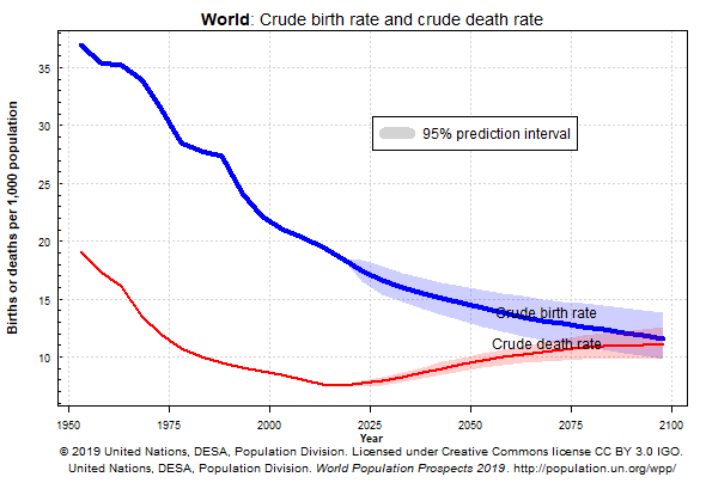 World: Crude birth rate and crude death rate
Births or deaths per 1,000 population
35
30
25
20
15
10
95% prediction interval
Crude birth rate
Crude death rate
1950 1975 2000 2025 2050 2075 2100
Year
© 2019 United Nations, DESA, Population Division. Licensed under Creative Commons license CC BY 3.0 IGO.
United Nations, DESA, Population Division. World Population Prospects 2019. http://population.un.org/wpp/